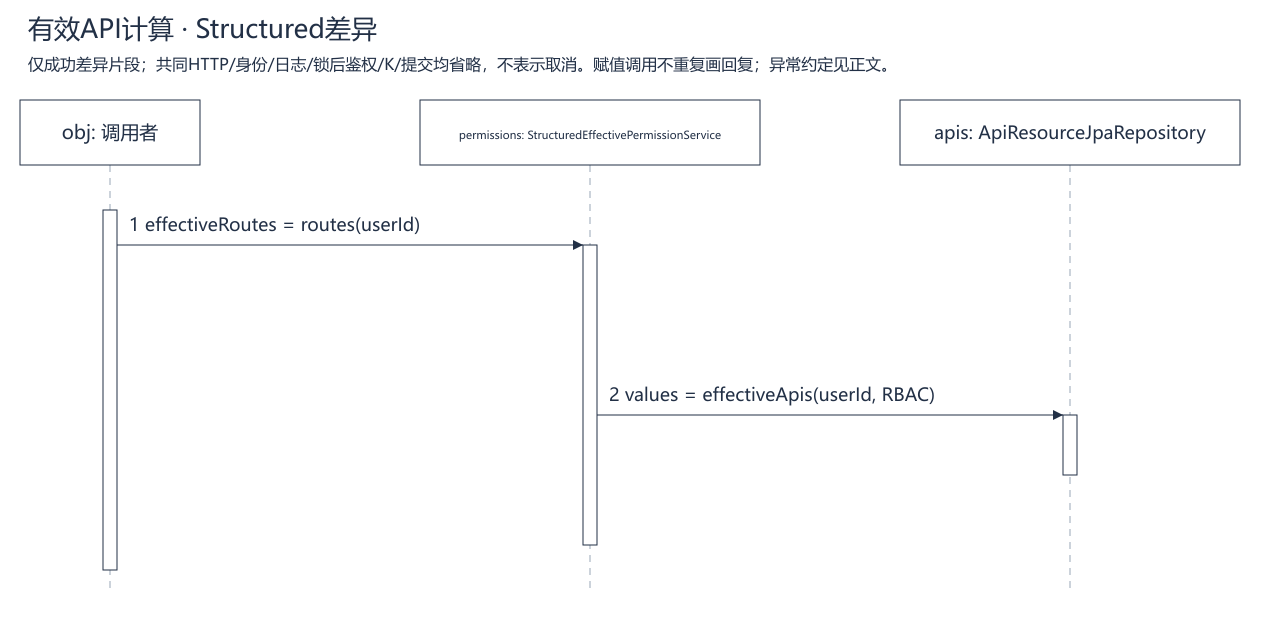 有效API计算 · Structured差异
仅成功差异片段；共同HTTP/身份/日志/锁后鉴权/K/提交均省略，不表示取消。赋值调用不重复画回复；异常约定见正文。
obj: 调用者
permissions: StructuredEffectivePermissionService
apis: ApiResourceJpaRepository
1 effectiveRoutes = routes(userId)
2 values = effectiveApis(userId, RBAC)